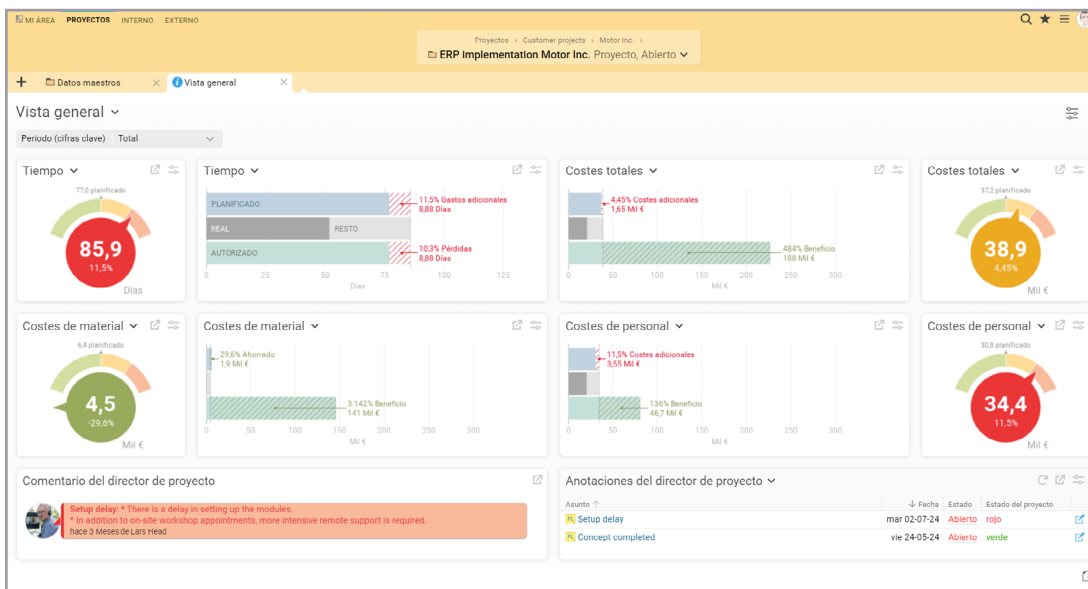 MI ÁREA PROYECTOS INTERNO EXTERNO
Proyectos › Customer projects › Motor Inc. ›
ERP implementation Motor Inc. Proyecto, Abierto
+ Datos maestros × Vista general ×
Vista general
Periodo (cifras clave) Total
Tiempo
77,0 planificado
85,9
11,5%
Días
Tiempo
PLANIFICADO
11,5% Gastos adicionales
8,88 Días
REAL RESTO
AUTORIZADO
10,3% Pérdidas
8,88 Días
0 25 50 75 100 125
Días
Costes totales
4,45% Costes adicionales
1,65 Mil €
484% Beneficio
188 Mil €
0 50 100 150 200 250 300
Mil €
Costes totales
37,2 planificado
38,9
4,45%
Mil €
Costes de material
6,4 planificado
4,5
-29,6%
Mil €
Costes de material
29,6% Ahorrado
1,9 Mil €
3.142% Beneficio
141 Mil €
0 50 100 150 200 250 300
Mil €
Costes de personal
11,5% Costes adicionales
3,55 Mil €
136% Beneficio
46,7 Mil €
0 50 100 150 200 250 300
Mil €
Costes de personal
30,8 planificado
34,4
11,5%
Mil €
Comentario del director de proyecto
Setup delay: * There is a delay in setting up the modules.
* In addition to on-site workshop appointments, more intensive remote support is required.
hace 3 Meses de Lars Head
Anotaciones del director de proyecto
Asunto ↑ ↓ Fecha Estado Estado del proyecto
PL Setup delay mar 02-07-24 Abierto rojo
PL Concept completed vie 24-05-24 Abierto verde